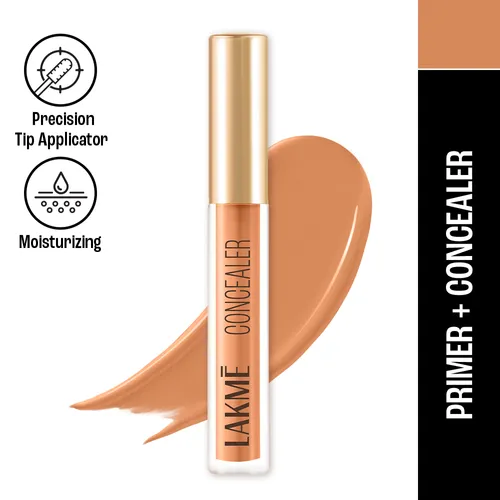 Precision
Tip Applicator
Moisturizing
LAKMĒ CONCEALER
PRIMER + CONCEALER